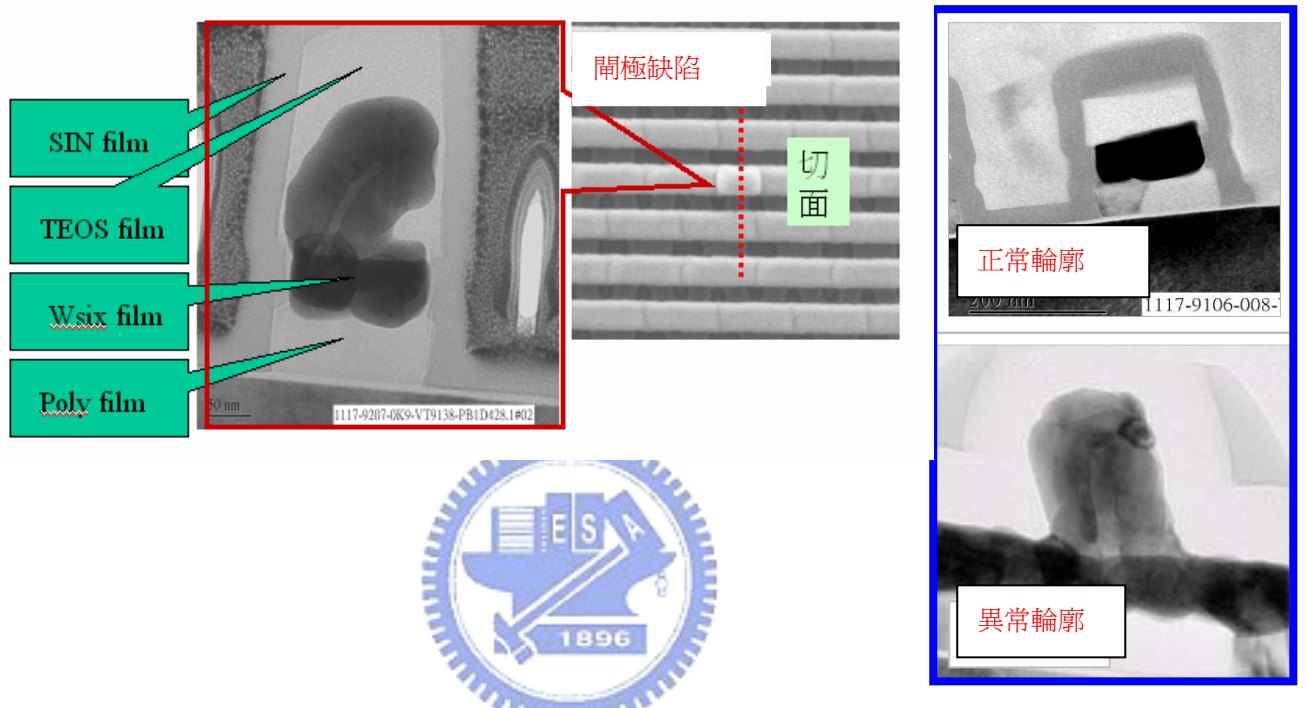 SIN film
TEOS film
Wsix film
Poly film
50 nm
1117-9207-0K9-VT9138-PB1D428.1#02
閘極缺陷
切
面
正常輪廓
200 nm
1117-9106-008-
異常輪廓
E S A
1896